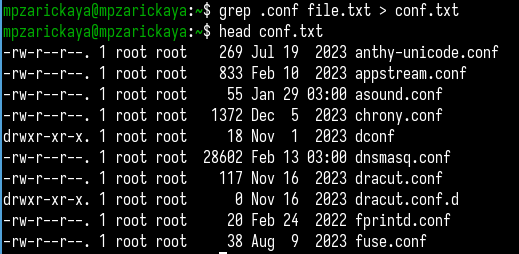 mpzarickaya@mpzarickaya:~$ grep .conf file.txt > conf.txt
mpzarickaya@mpzarickaya:~$ head conf.txt
-rw-r--r--. 1 root root    269 Jul 19  2023 anthy-unicode.conf
-rw-r--r--. 1 root root    833 Feb 10  2023 appstream.conf
-rw-r--r--. 1 root root     55 Jan 29 03:00 asound.conf
-rw-r--r--. 1 root root   1372 Dec  5  2023 chrony.conf
drwxr-xr-x. 1 root root     18 Nov  1  2023 dconf
-rw-r--r--. 1 root root  28602 Feb 13 03:00 dnsmasq.conf
-rw-r--r--. 1 root root    117 Nov 16  2023 dracut.conf
drwxr-xr-x. 1 root root      0 Nov 16  2023 dracut.conf.d
-rw-r--r--. 1 root root     20 Feb 24  2022 fprintd.conf
-rw-r--r--. 1 root root     38 Aug  9  2023 fuse.conf